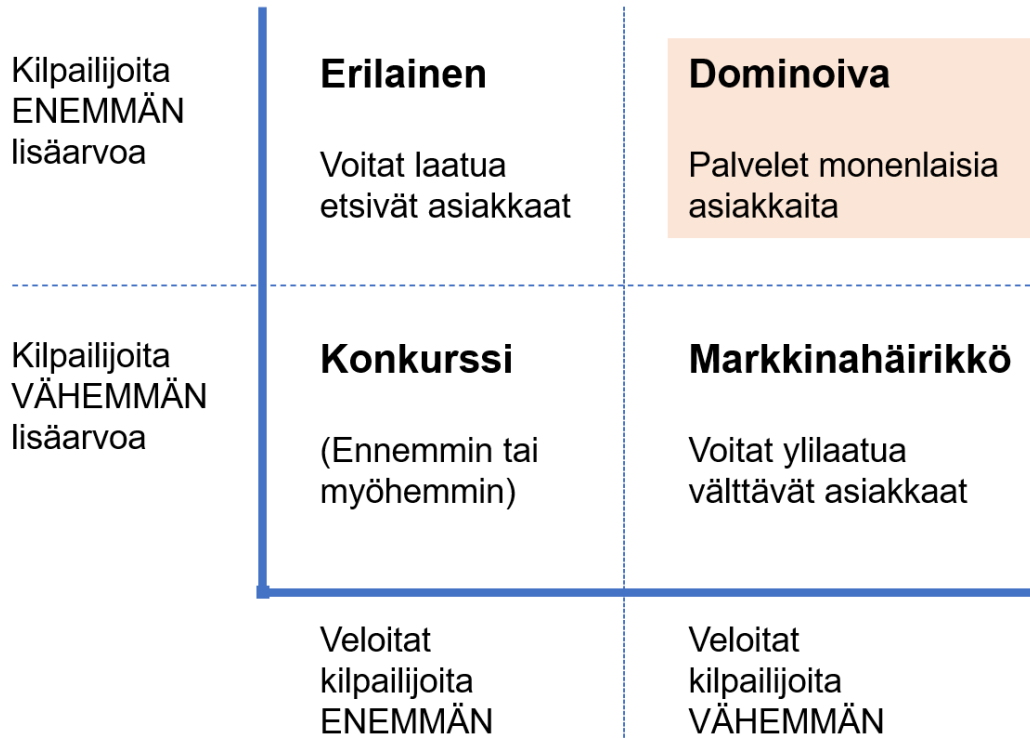 Kilpailijoita
ENEMMÄN
lisäarvoa
Erilainen
Voitat laatua
etsivät asiakkaat
Dominoiva
Palvelet monenlaisia
asiakkaita
Kilpailijoita
VÄHEMMÄN
lisäarvoa
Konkurssi
(Ennemmin tai
myöhemmin)
Markkinahäirikkö
Voitat ylilaatua
välttävät asiakkaat
Veloitat
kilpailijoita
ENEMMÄN
Veloitat
kilpailijoita
VÄHEMMÄN